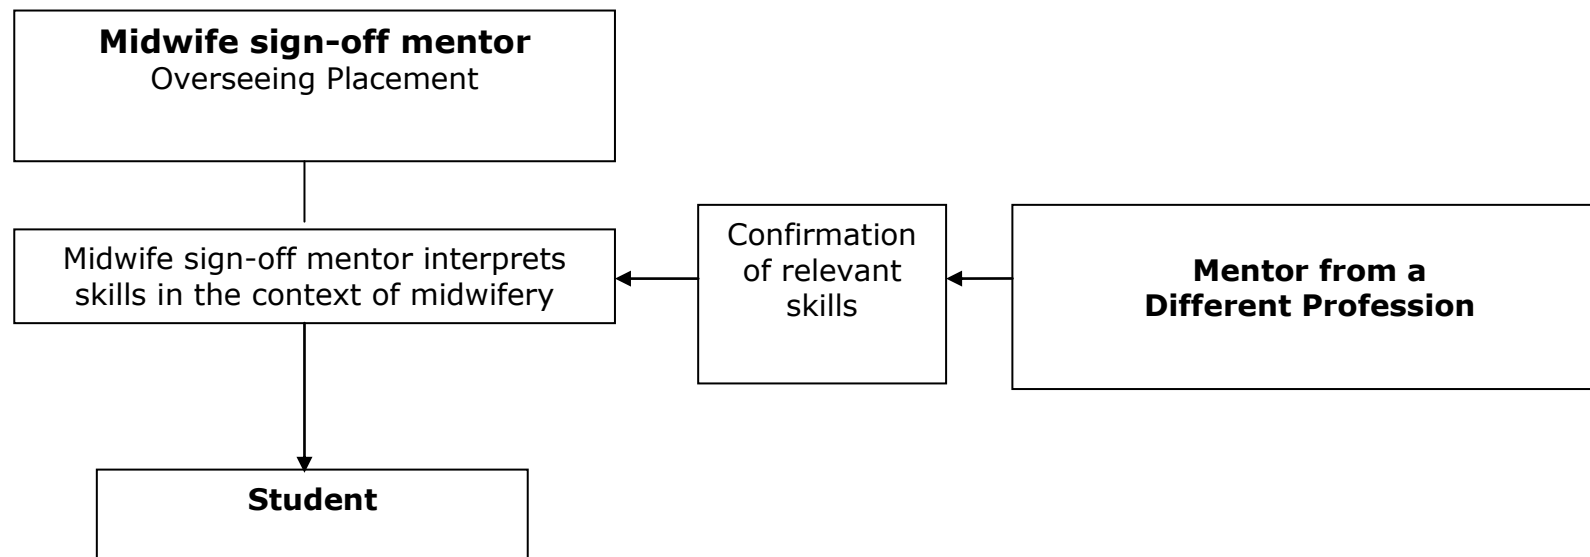 Midwife sign-off mentor
Overseeing Placement
Midwife sign-off mentor interprets
skills in the context of midwifery
Confirmation
of relevant
skills
Mentor from a
Different Profession
Student